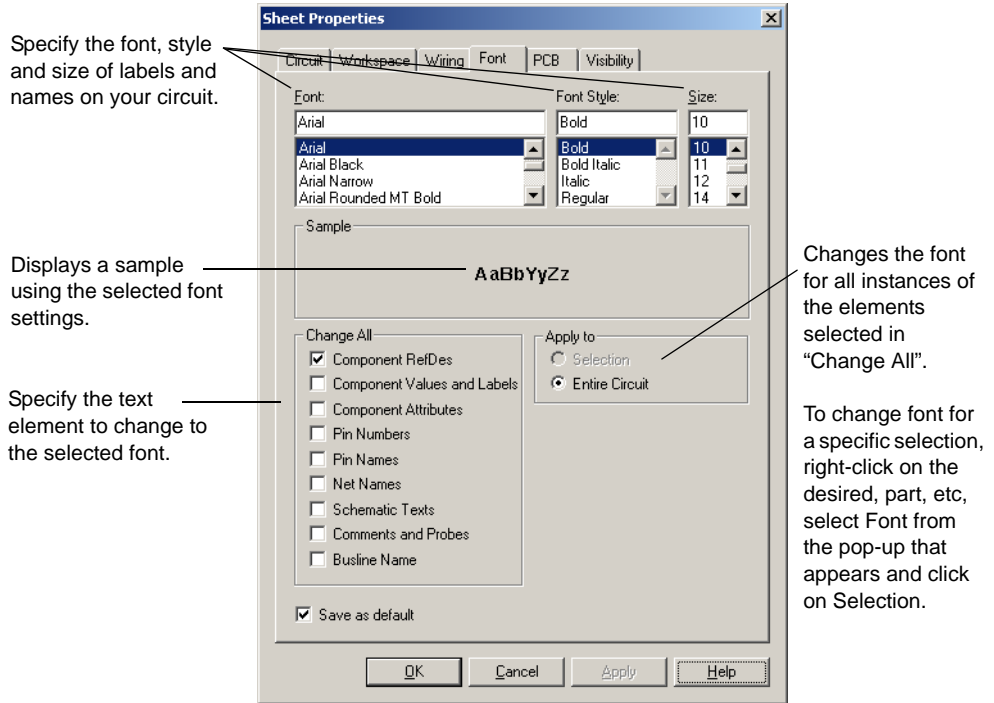 Sheet Properties
Specify the font, style
and size of labels and
names on your circuit.
Circuit Workspace Wiring Font PCB Visibility
Font: Font Style: Size:
Arial Bold 10
Arial Bold 10
Arial Black Bold Italic 11
Arial Narrow Italic 12
Arial Rounded MT Bold Regular 14
Sample
AaBbYyZz
Displays a sample
using the selected font
settings.
Changes the font
for all instances of
the elements
selected in
“Change All”.
Change All
Component RefDes
Component Values and Labels
Component Attributes
Pin Numbers
Pin Names
Net Names
Schematic Texts
Comments and Probes
Busline Name
Apply to
Selection
Entire Circuit
Specify the text
element to change to
the selected font.
To change font for
a specific selection,
right-click on the
desired, part, etc,
select Font from
the pop-up that
appears and click
on Selection.
Save as default
OK Cancel Apply Help